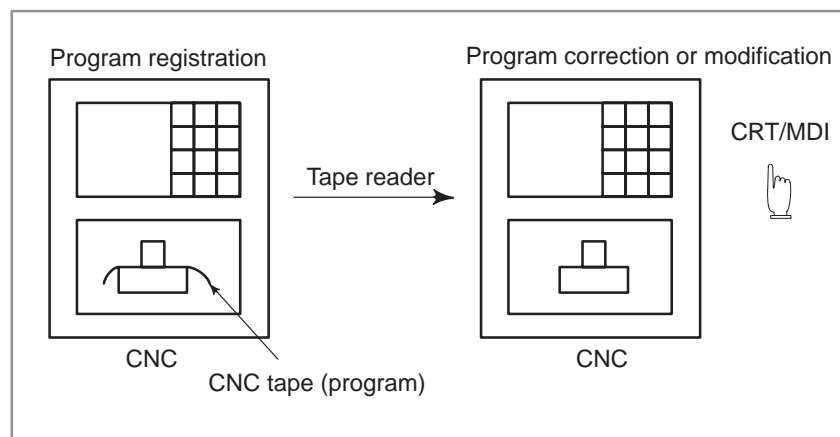 Program registration
Program correction or modification
CRT/MDI
Tape reader
CNC
CNC
CNC tape (program)